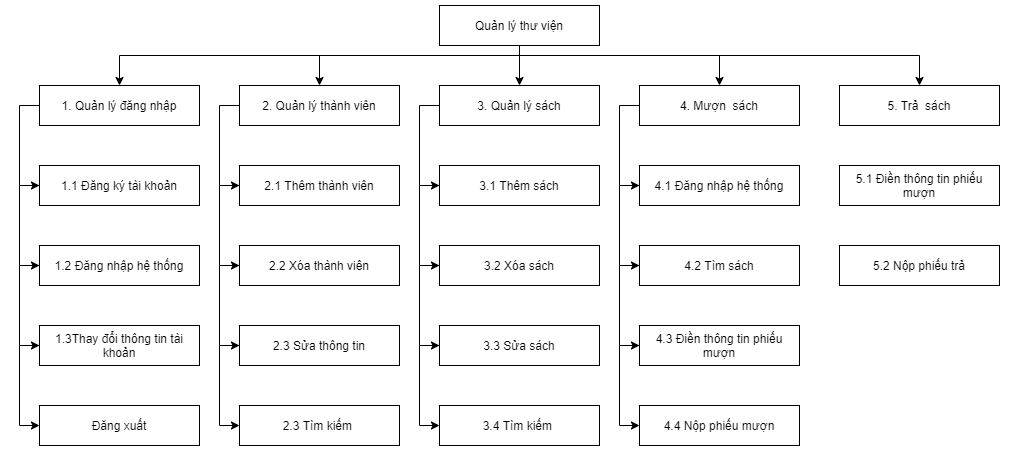 Quản lý thư viện
1. Quản lý đăng nhập
2. Quản lý thành viên
3. Quản lý sách
4. Mượn sách
5. Trả sách
1.1 Đăng ký tài khoản
2.1 Thêm thành viên
3.1 Thêm sách
4.1 Đăng nhập hệ thống
5.1 Điền thông tin phiếu
mượn
1.2 Đăng nhập hệ thống
2.2 Xóa thành viên
3.2 Xóa sách
4.2 Tìm sách
5.2 Nộp phiếu trả
1.3Thay đổi thông tin tài
khoản
2.3 Sửa thông tin
3.3 Sửa sách
4.3 Điền thông tin phiếu
mượn
Đăng xuất
2.3 Tìm kiếm
3.4 Tìm kiếm
4.4 Nộp phiếu mượn